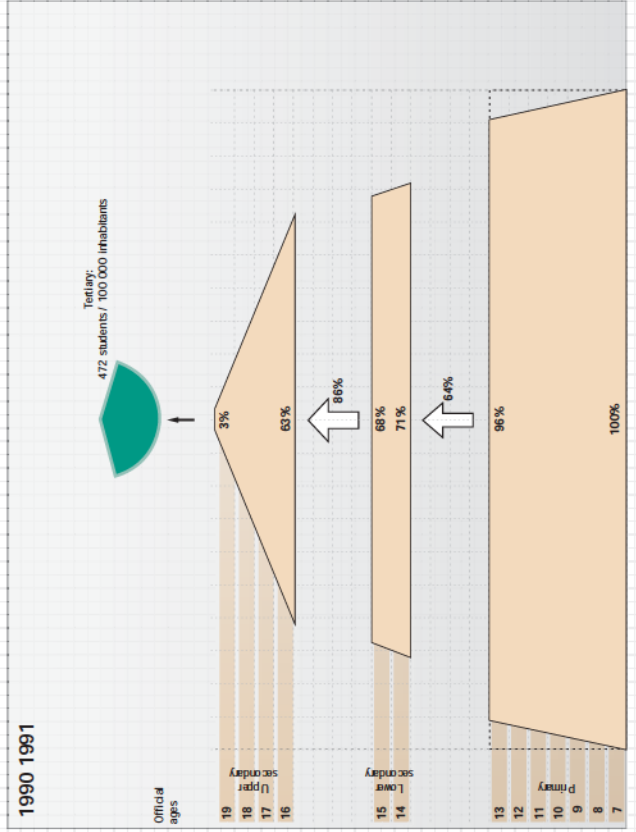 1990 1991
Tertiary:
472 students / 100 000 inhabitants
Official
ages
Upper
secondary
19
18
17
16
3%
63%
86%
Lower
secondary
15
14
68%
71%
64%
Primary
13
12
11
10
9
8
7
96%
100%